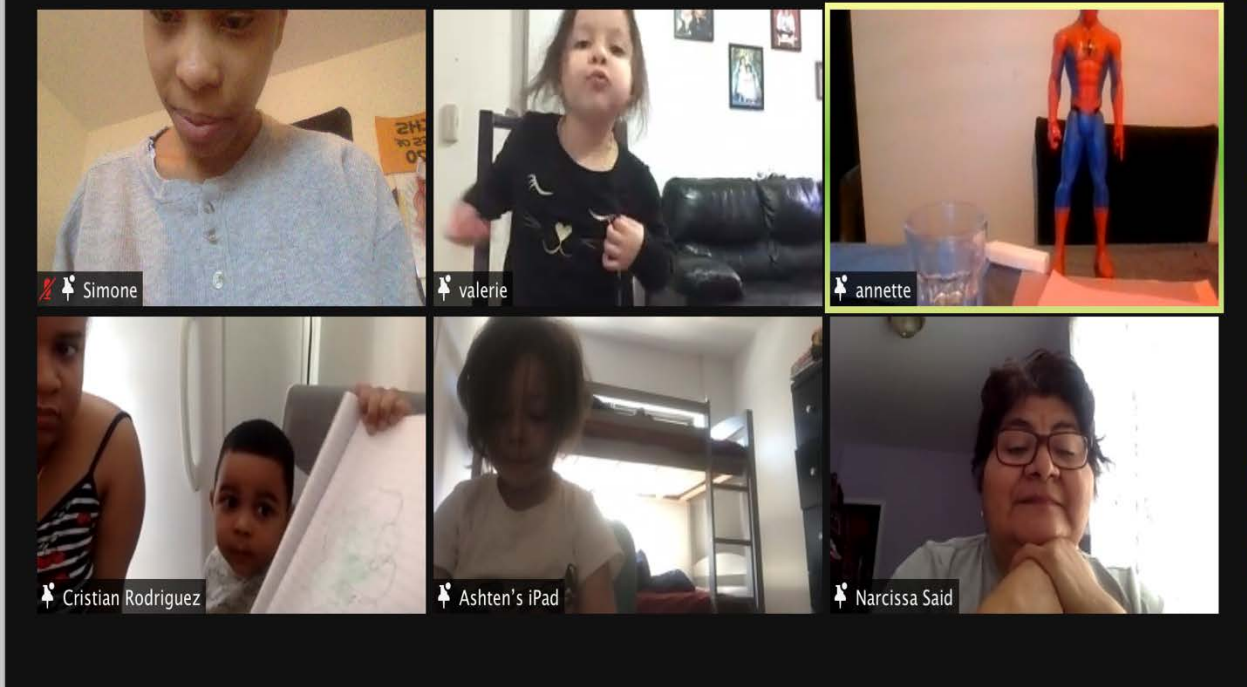 Simone
valerie
annette
Cristian Rodriguez
Ashten's iPad
Narcissa Said